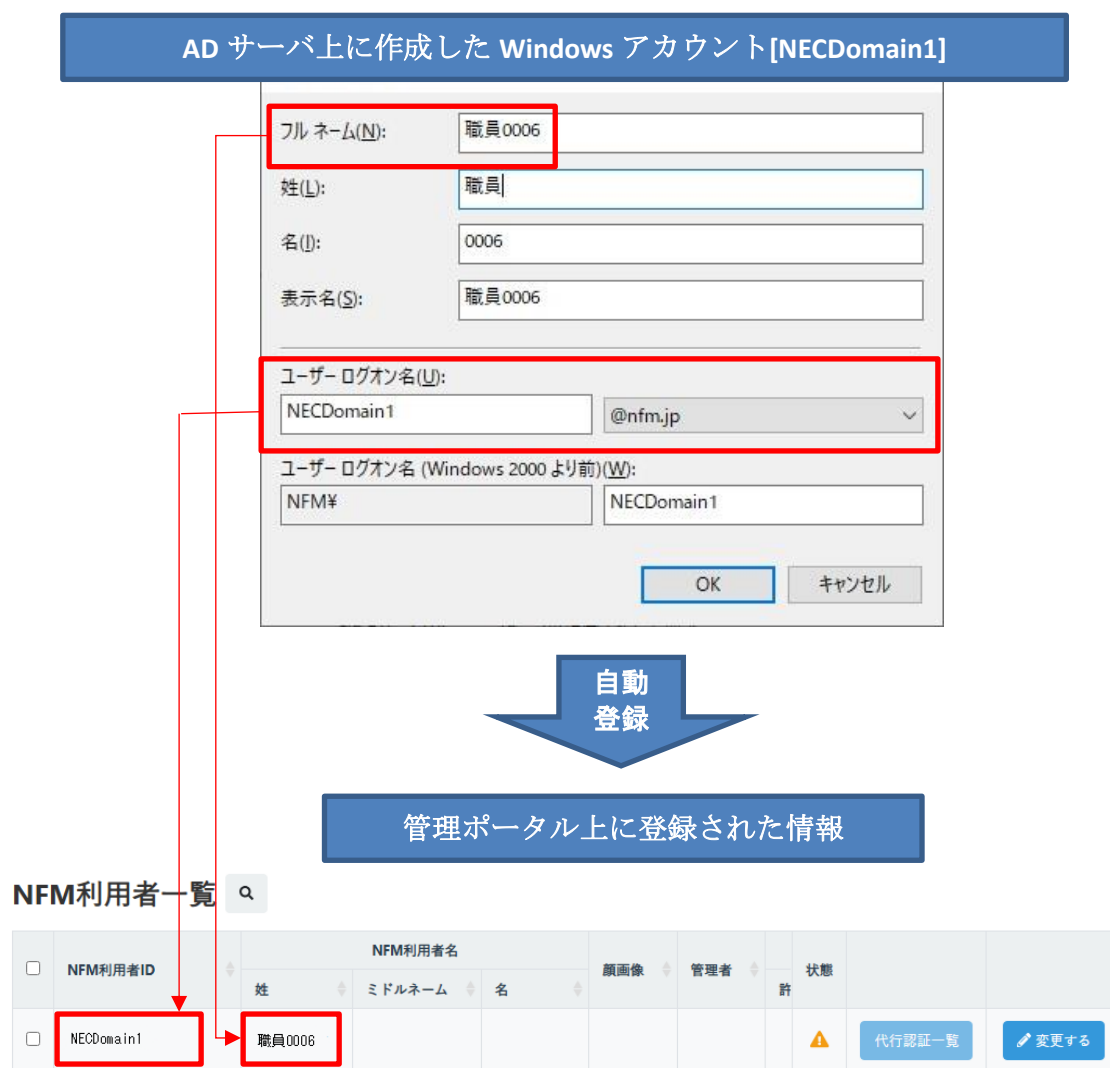 AD サーバ上に作成した Windows アカウント[NECDomain1]
フル ネーム(N): 職員0006
姓(L): 職員
名(I): 0006
表示名(S): 職員0006
ユーザー ログオン名(U):
NECDomain1 @nfm.jp
ユーザー ログオン名 (Windows 2000 より前)(W):
NFM¥ NECDomain1
OK キャンセル
自動
登録
管理ポータル上に登録された情報
NFM利用者一覧
NFM利用者ID NFM利用者名 顔画像 管理者 状態
姓 ミドルネーム 名 許
NECDomain1 職員0006 代行認証一覧 変更する